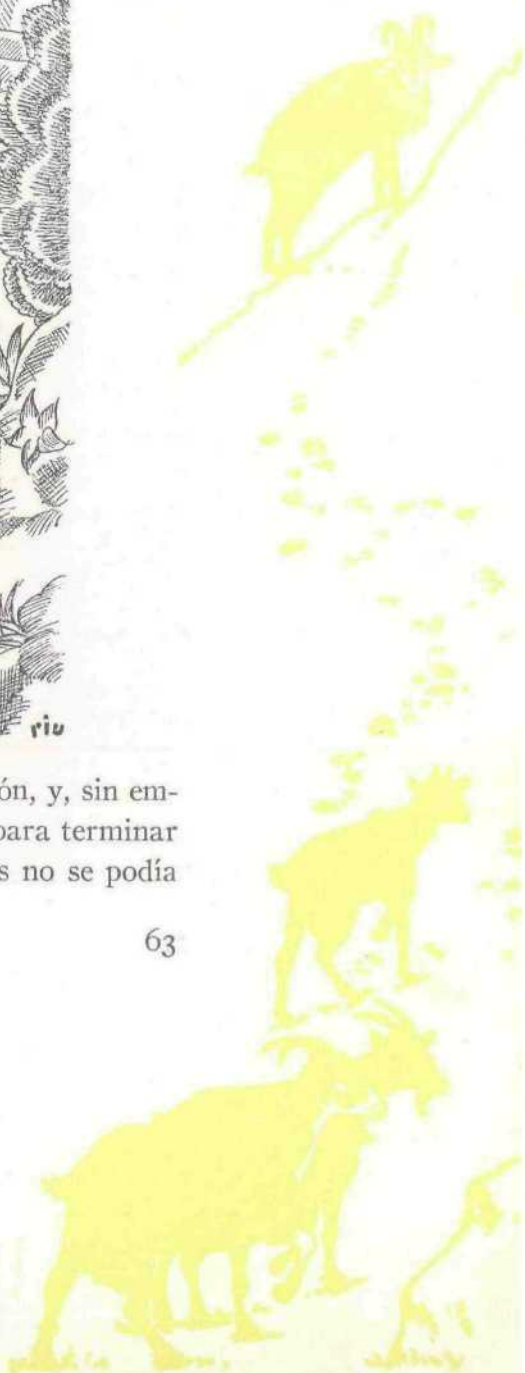 riu
ón, y, sin em-
para terminar
s no se podía
63